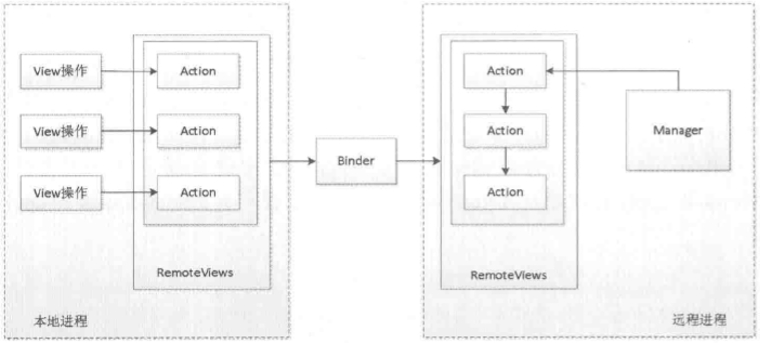 View操作
Action
View操作
Action
View操作
Action
RemoteViews
本地进程
Binder
Action
Action
Action
Manager
RemoteViews
远程进程